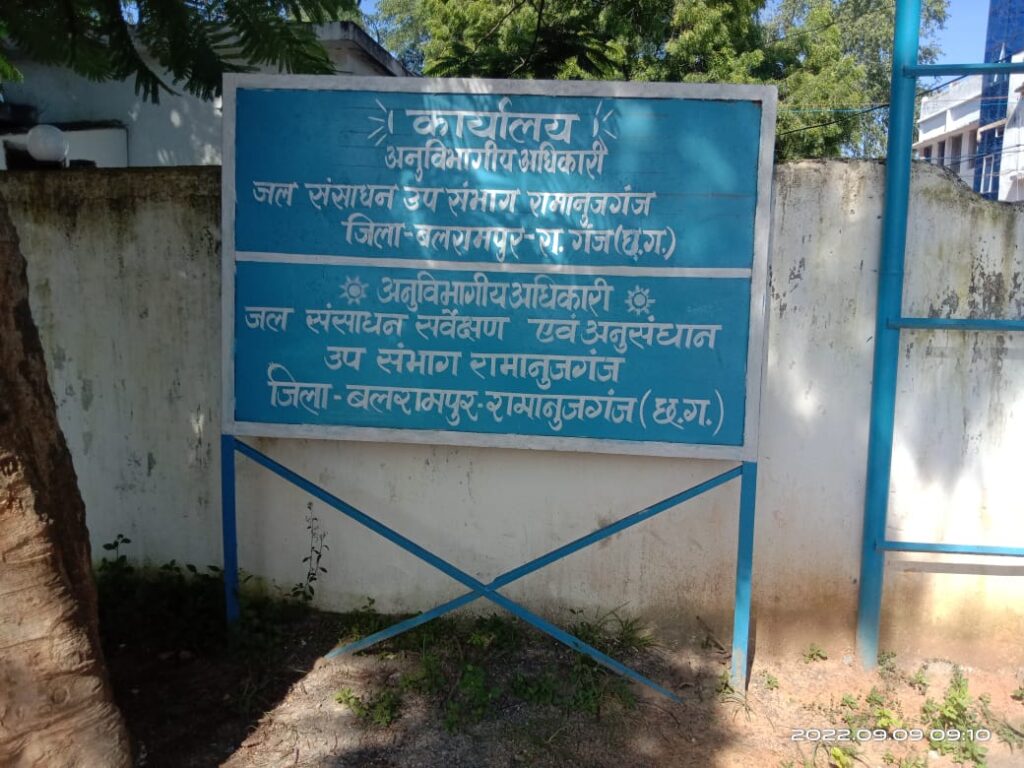 कार्यालय
अनुविभागीय अधिकारी
जल संसाधन उप संभाग रामानुजगंज
जिला-बलरामपुर-रा. गंज(छ.ग.)
अनुविभागीय अधिकारी
जल संसाधन सर्वेक्षण एवं अनुसंधान
उप संभाग रामानुजगंज
जिला-बलरामपुर-रामानुजगंज(छ.ग.)
2022.09.09 09:10